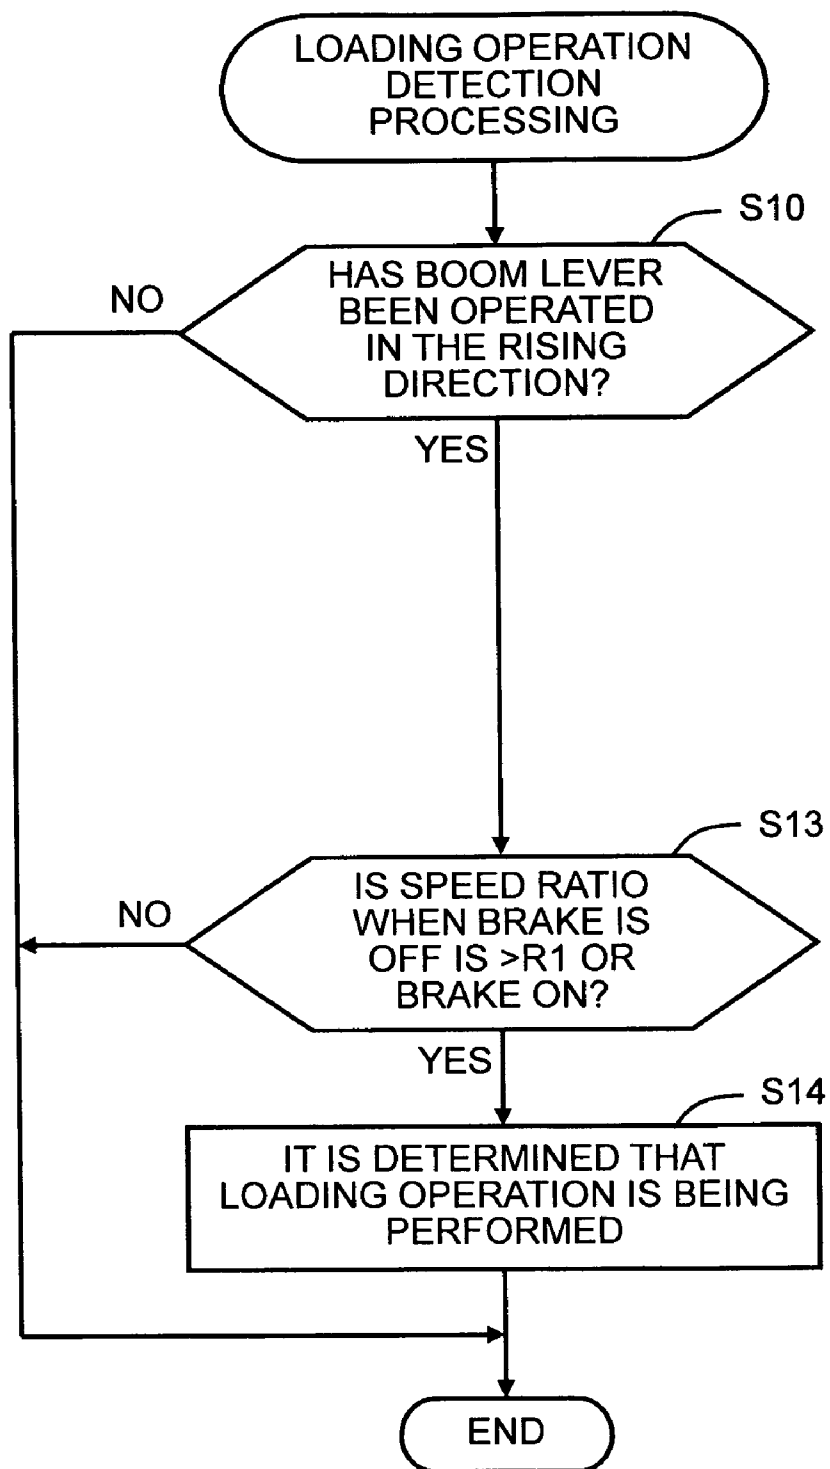 LOADING OPERATION
DETECTION
PROCESSING
S10
HAS BOOM LEVER
BEEN OPERATED
IN THE RISING
DIRECTION?
NO
YES
S13
IS SPEED RATIO
WHEN BRAKE IS
OFF IS >R1 OR
BRAKE ON?
NO
YES
S14
IT IS DETERMINED THAT
LOADING OPERATION IS BEING
PERFORMED
END